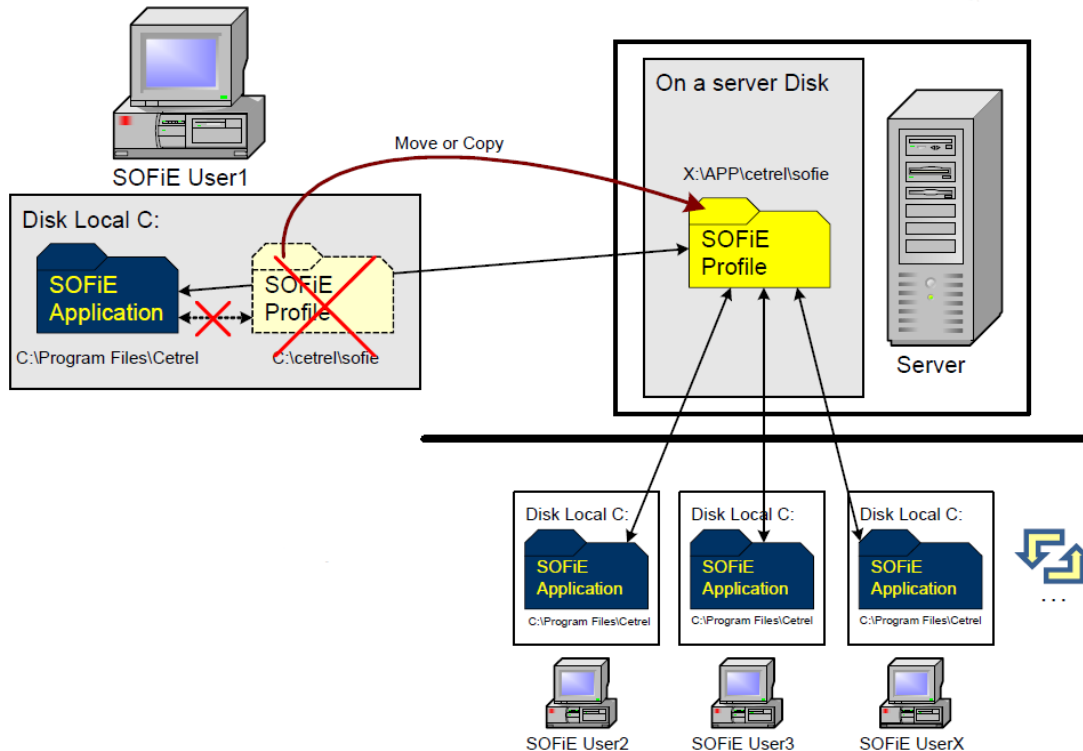 SOFiE User1
Disk Local C:
SOFiE
Application
C:\Program Files\Cetrel
SOFiE
Profile
C:\cetrel\sofie
Move or Copy
On a server Disk
X:\APP\cetrel\sofie
SOFiE
Profile
Server
Disk Local C:
SOFiE
Application
C:\Program Files\Cetrel
SOFiE User2
Disk Local C:
SOFiE
Application
C:\Program Files\Cetrel
SOFiE User3
Disk Local C:
SOFiE
Application
C:\Program Files\Cetrel
SOFiE UserX
...